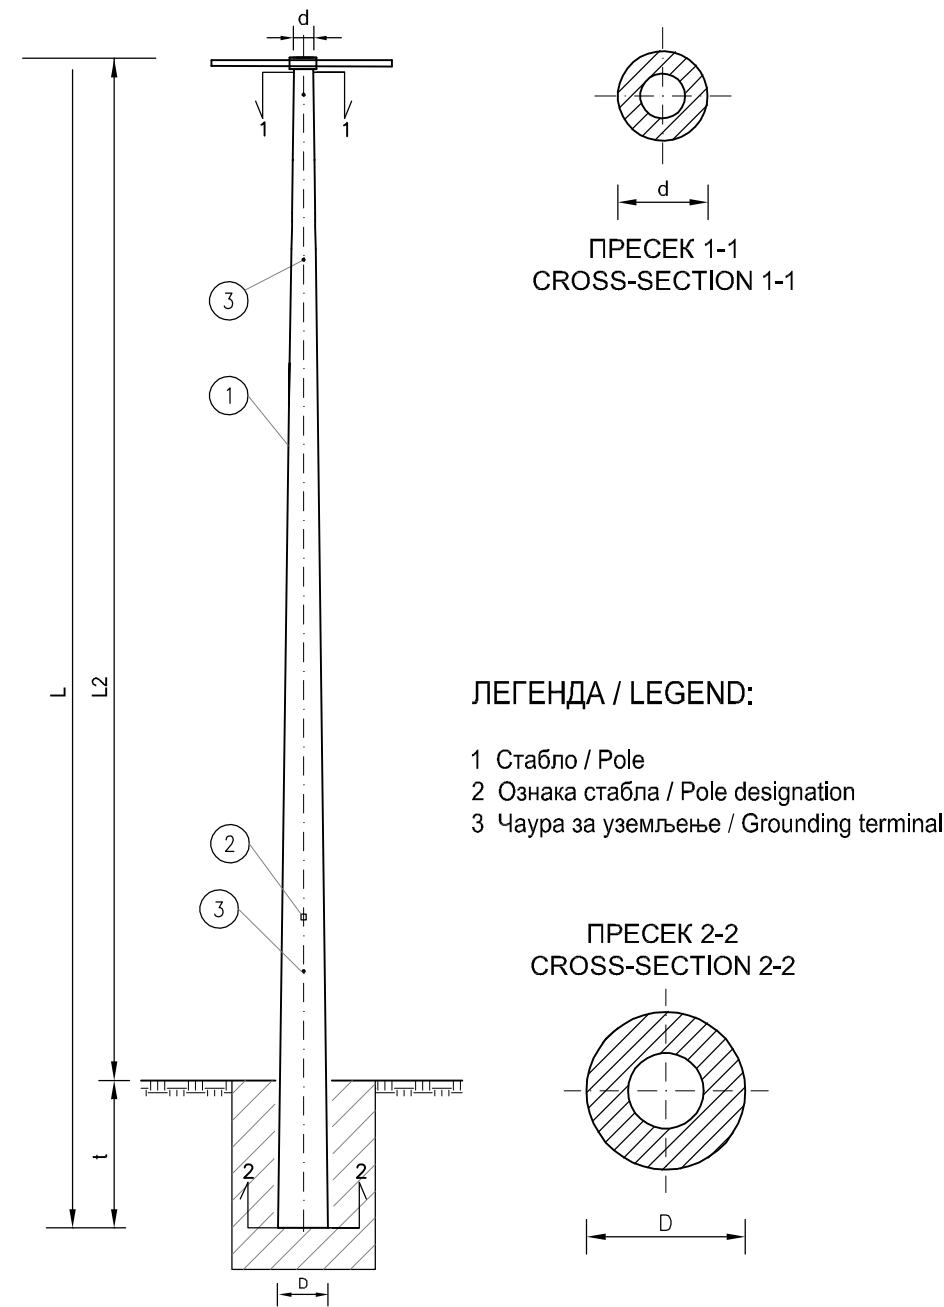 d
1
1
d
ПРЕСЕК 1-1
CROSS-SECTION 1-1
3
1
L
L2
ЛЕГЕНДА / LEGEND:
1 Стабло / Pole
2 Ознака стабла / Pole designation
3 Чаура за уземљење / Grounding terminal
2
3
ПРЕСЕК 2-2
CROSS-SECTION 2-2
t
2
2
D
D